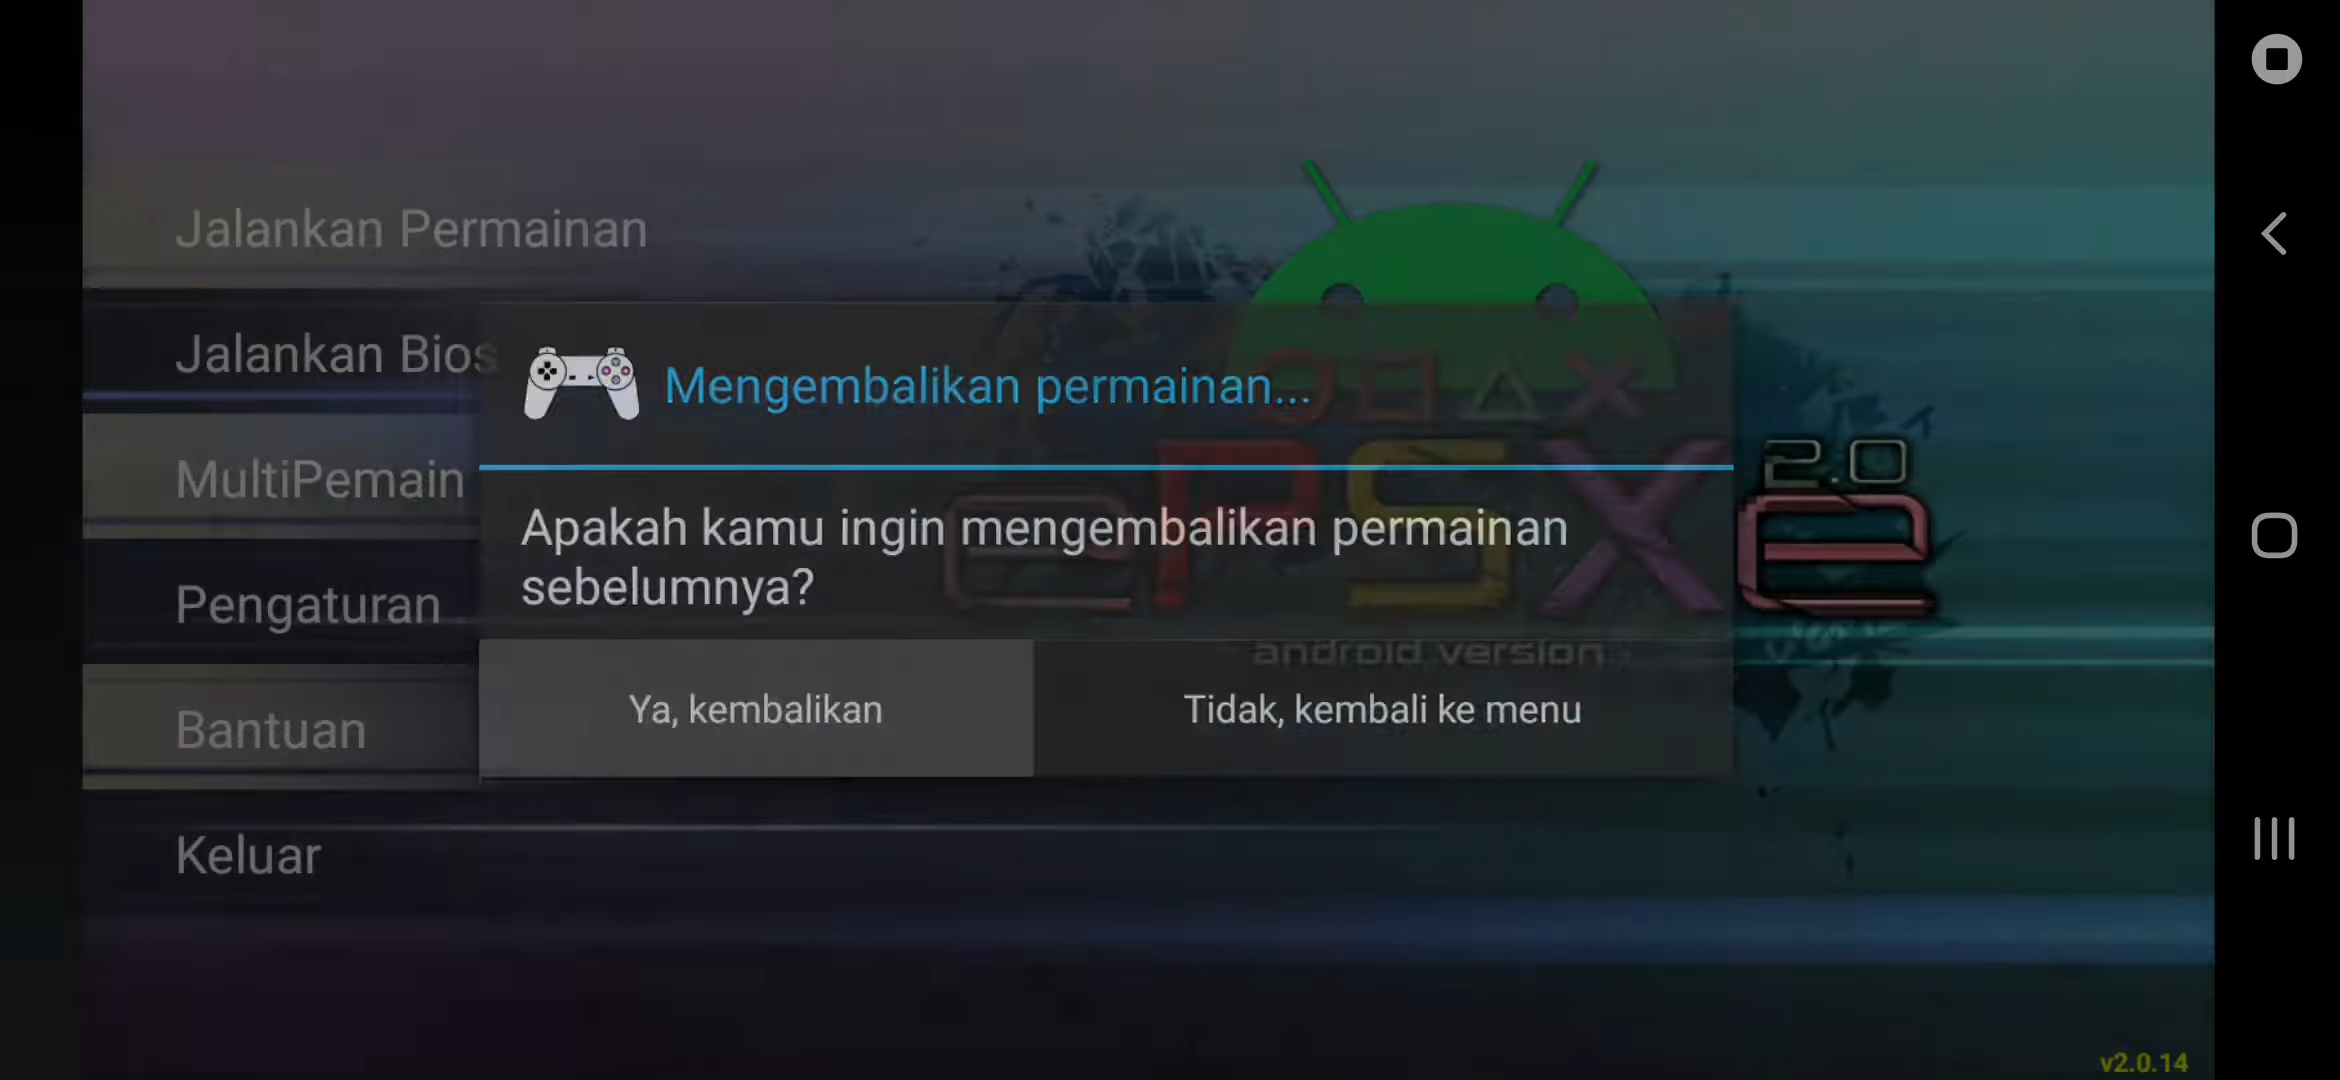 Jalankan Permainan
Jalankan Bios
MultiPemain
Pengaturan
Bantuan
Keluar
Mengembalikan permainan...
Apakah kamu ingin mengembalikan permainan
sebelumnya?
Ya, kembalikan
Tidak, kembali ke menu
ePSXe
2.0
android version
v2.0.14